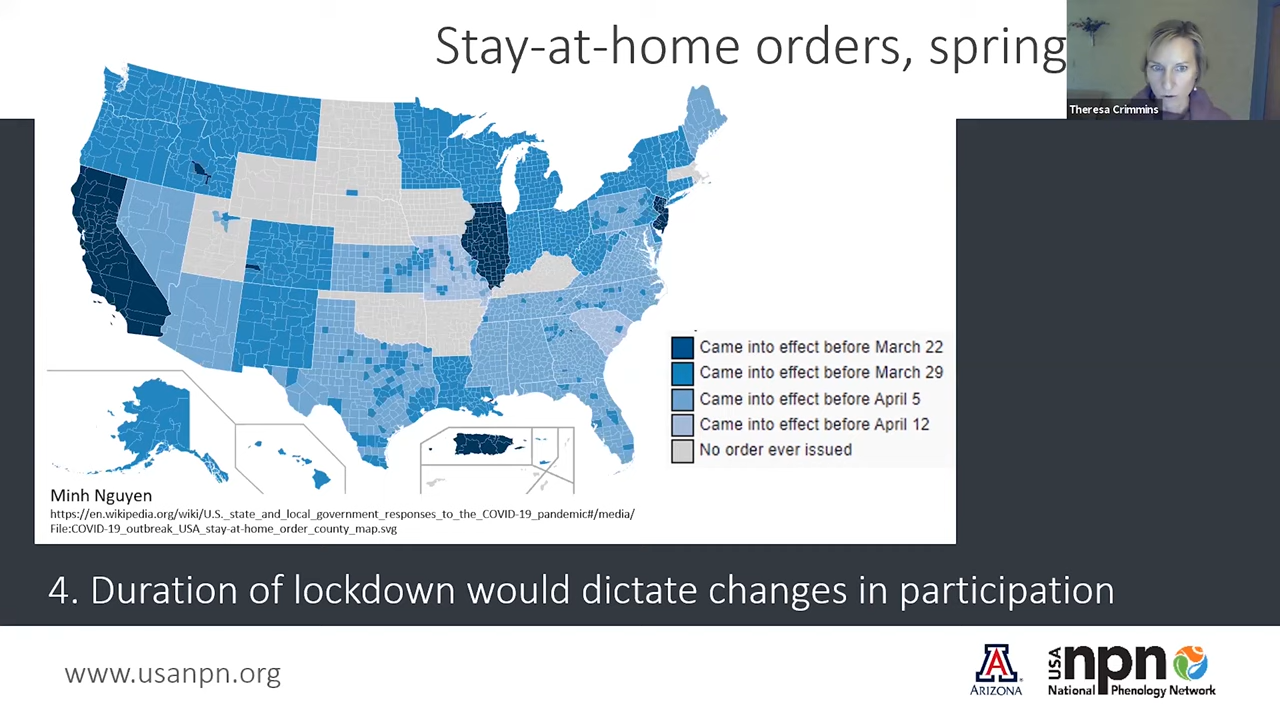 Stay-at-home orders, spring
Theresa Crimmins
Came into effect before March 22
Came into effect before March 29
Came into effect before April 5
Came into effect before April 12
No order ever issued
Minh Nguyen
https://en.wikipedia.org/wiki/U.S._state_and_local_government_responses_to_the_COVID-19_pandemic#/media/
File:COVID-19_outbreak_USA_stay-at-home_order_county_map.svg
4. Duration of lockdown would dictate changes in participation
www.usanpn.org
A
ARIZONA
USA npn
National Phenology Network